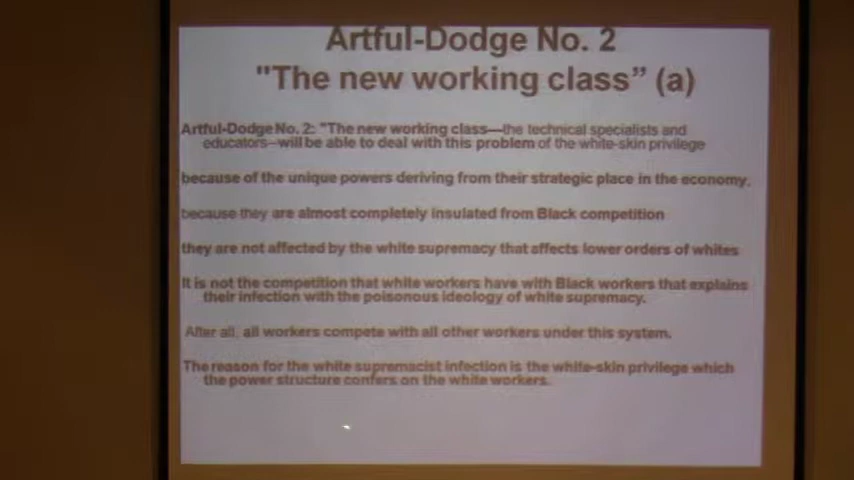 Artful-Dodge No. 2
"The new working class” (a)
Artful-Dodge No. 2: "The new working class—the technical specialists and
educators—will be able to deal with this problem of the white-skin privilege
because of the unique powers deriving from their strategic place in the economy.
because they are almost completely insulated from Black competition
they are not affected by the white supremacy that affects lower orders of whites
It is not the competition that white workers have with Black workers that explains
their infection with the poisonous ideology of white supremacy.
After all, all workers compete with all other workers under this system.
The reason for the white supremacist infection is the white-skin privilege which
the power structure confers on the white workers.